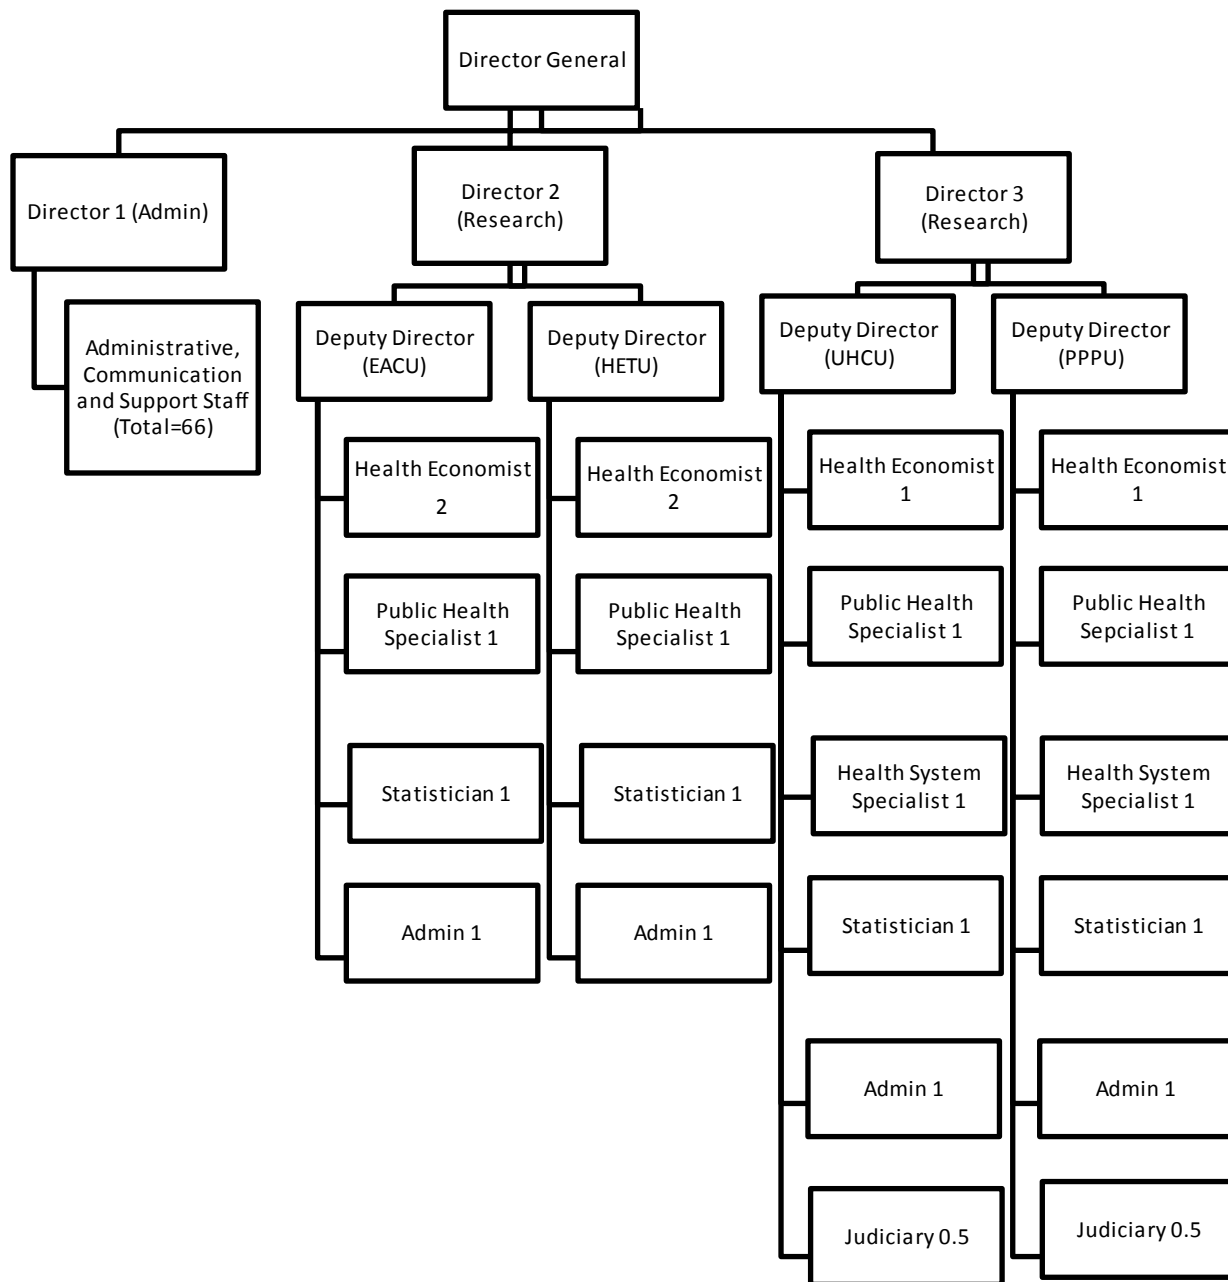 Director General
Director 1 (Admin)
Director 2
(Research)
Director 3
(Research)
Administrative,
Communication
and Support Staff
(Total=66)
Deputy Director
(EACU)
Deputy Director
(HETU)
Deputy Director
(UHCU)
Deputy Director
(PPPU)
Health Economist
2
Health Economist
2
Health Economist
1
Health Economist
1
Public Health
Specialist 1
Public Health
Specialist 1
Public Health
Specialist 1
Public Health
Sepcialist 1
Statistician 1
Statistician 1
Health System
Specialist 1
Health System
Specialist 1
Admin 1
Admin 1
Statistician 1
Statistician 1
Admin 1
Admin 1
Judiciary 0.5
Judiciary 0.5